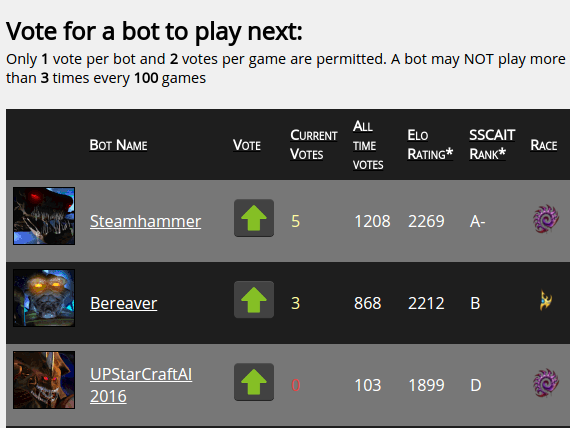 Vote for a bot to play next:
Only 1 vote per bot and 2 votes per game are permitted. A bot may NOT play more
than 3 times every 100 games
Bot Name Vote Current Votes All time votes Elo Rating* SSCAIT Rank* Race
Steamhammer 5 1208 2269 A-
Bereaver 3 868 2212 B
UPStarCraftAI 2016 0 103 1899 D